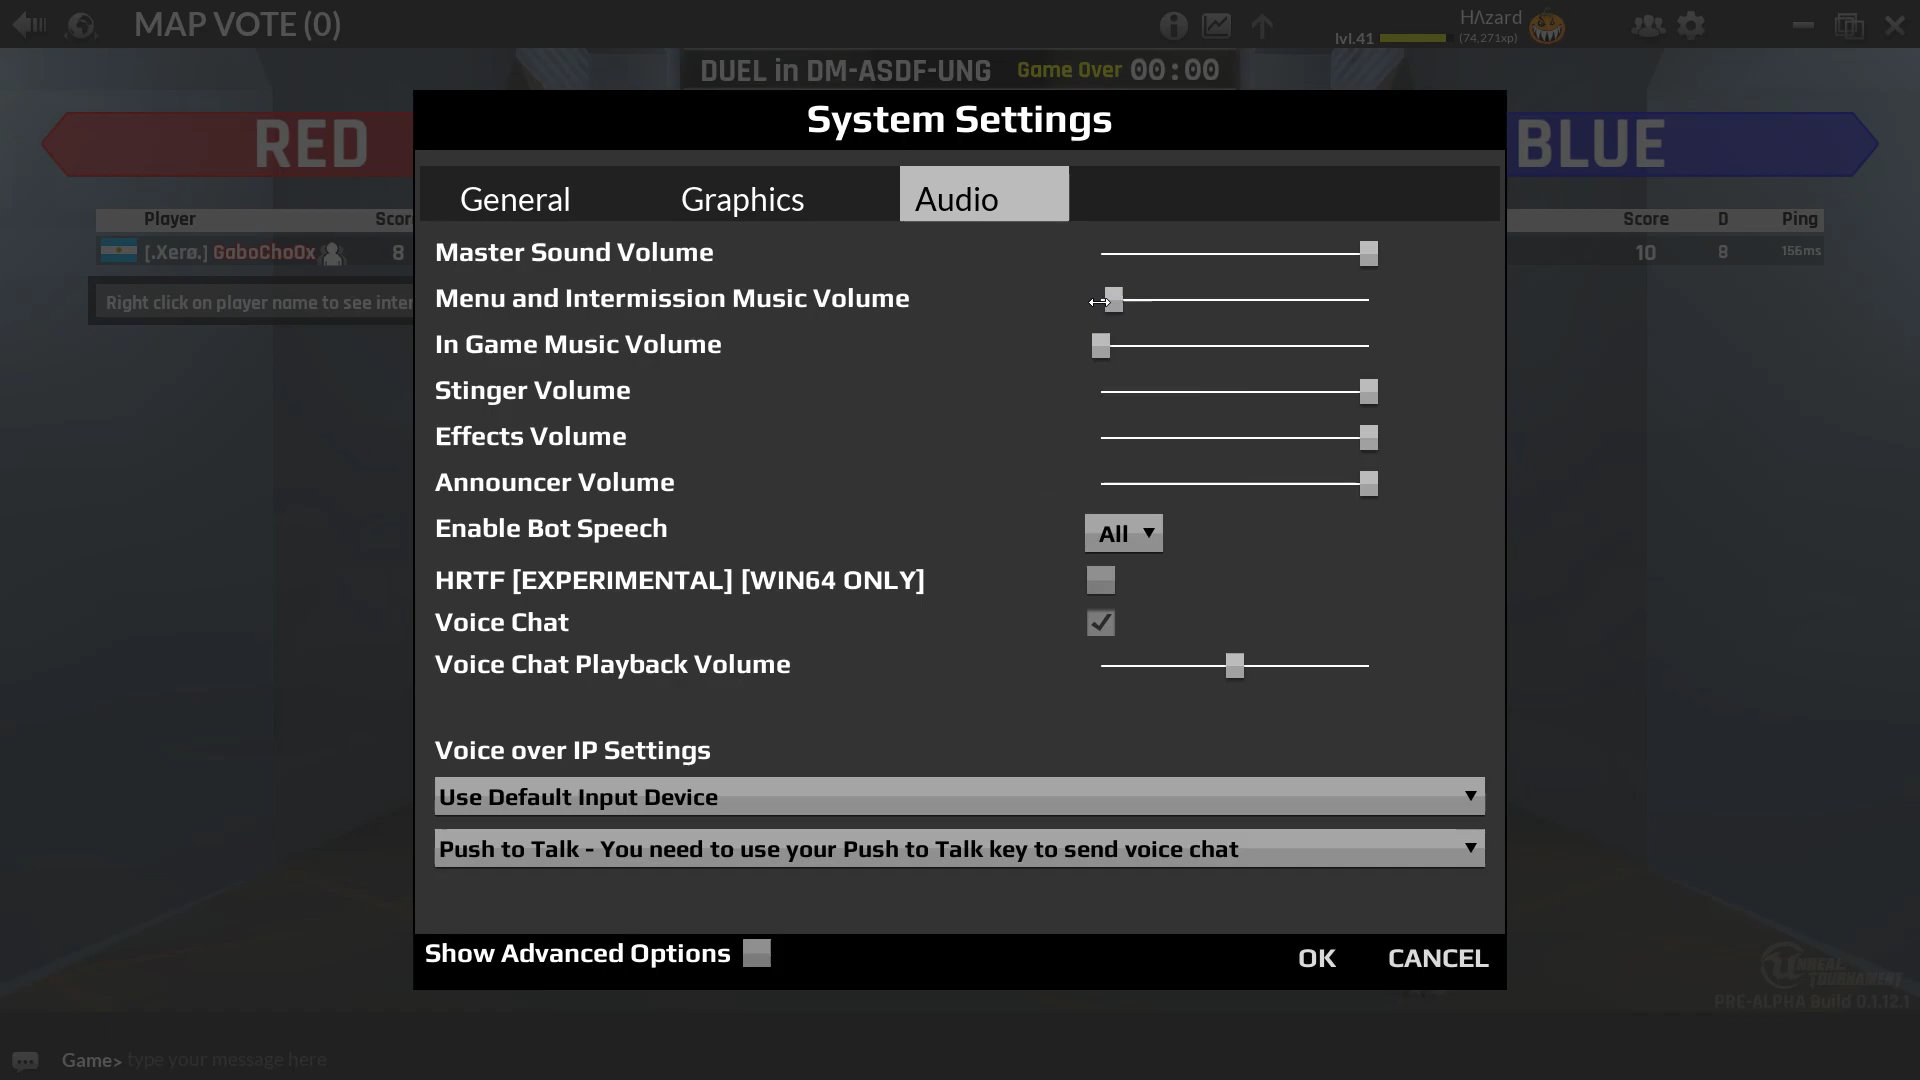 MAP VOTE (0)
HΛzard
lvl.41
(74,271xp)
DUEL in DM-ASDF-UNG Game Over 00:00
System Settings
RED
BLUE
General Graphics Audio
Player Scor
Score D Ping
[.Xerø.] GaboChoOx 8
10 8 156ms
Right click on player name to see inter
Master Sound Volume
Menu and Intermission Music Volume
In Game Music Volume
Stinger Volume
Effects Volume
Announcer Volume
Enable Bot Speech All
HRTF [EXPERIMENTAL] [WIN64 ONLY]
Voice Chat
Voice Chat Playback Volume
Voice over IP Settings
Use Default Input Device
Push to Talk - You need to use your Push to Talk key to send voice chat
Show Advanced Options OK CANCEL
UNREAL
TOURNAMENT
PRE-ALPHA Build 0.1.12.1
Game> type your message here